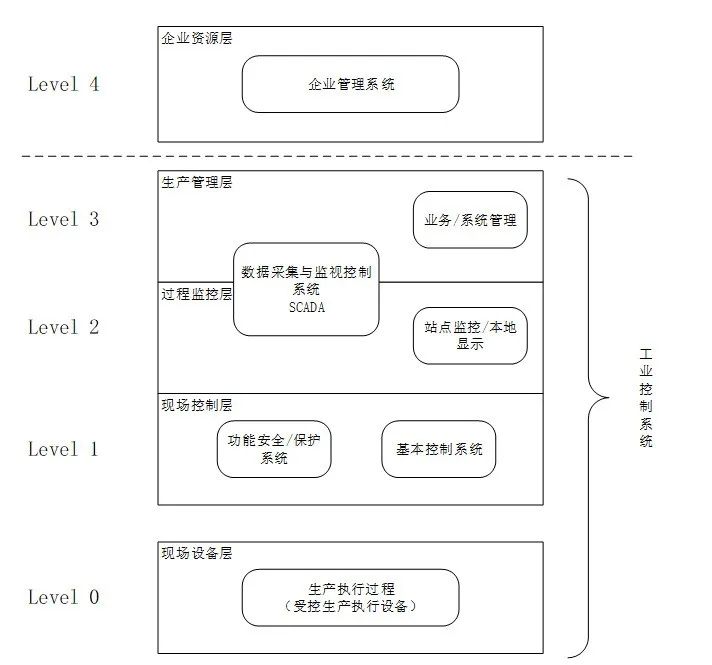 企业资源层
Level 4
企业管理系统
生产管理层
Level 3
业务/系统管理
数据采集与监视控制
系统
SCADA
过程监控层
Level 2
站点监控/本地
显示
现场控制层
Level 1
功能安全/保护
系统
基本控制系统
现场设备层
Level 0
生产执行过程
（受控生产执行设备）
工业控制系统